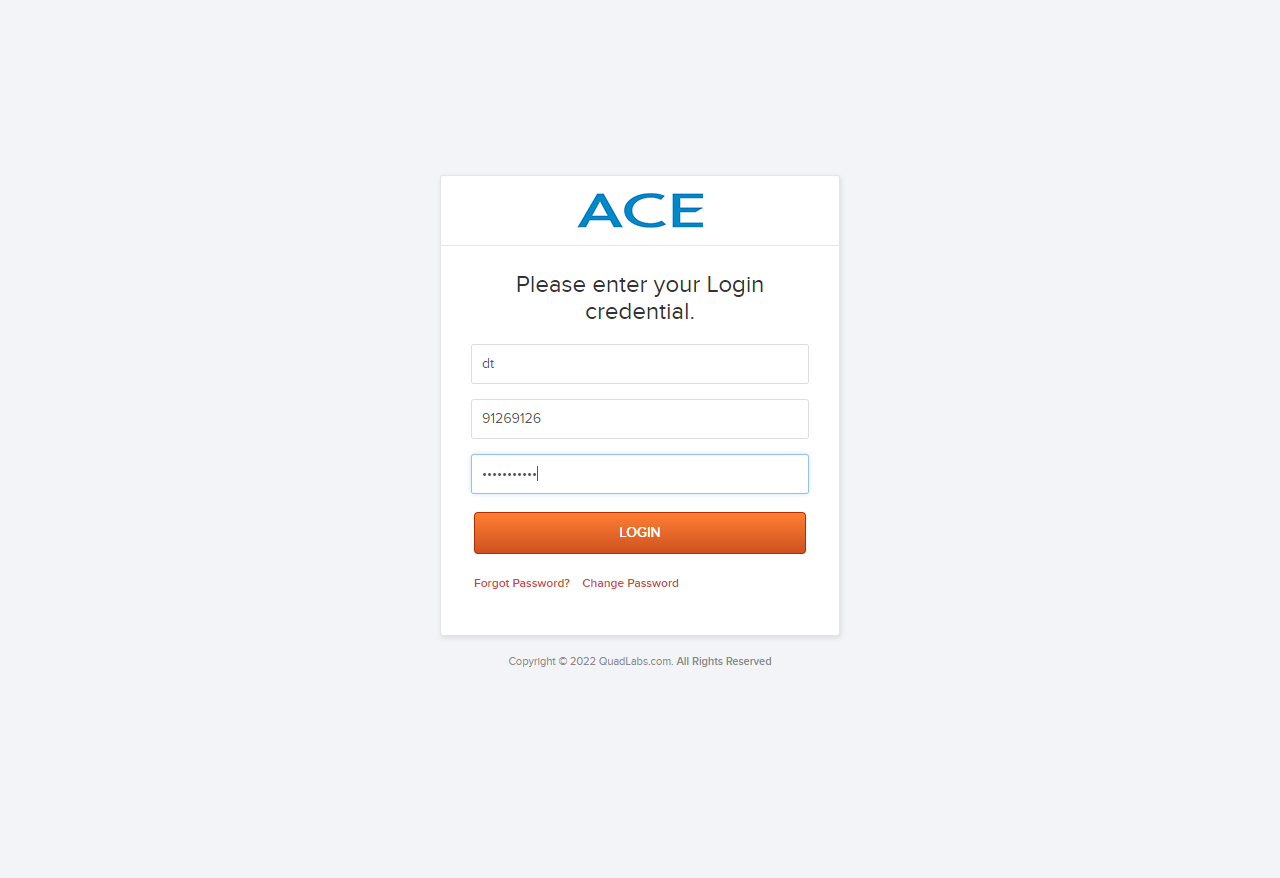 ACE
Please enter your Login
credential.
dt
91269126
•••••••••••
LOGIN
Forgot Password? Change Password
Copyright © 2022 QuadLabs.com. All Rights Reserved